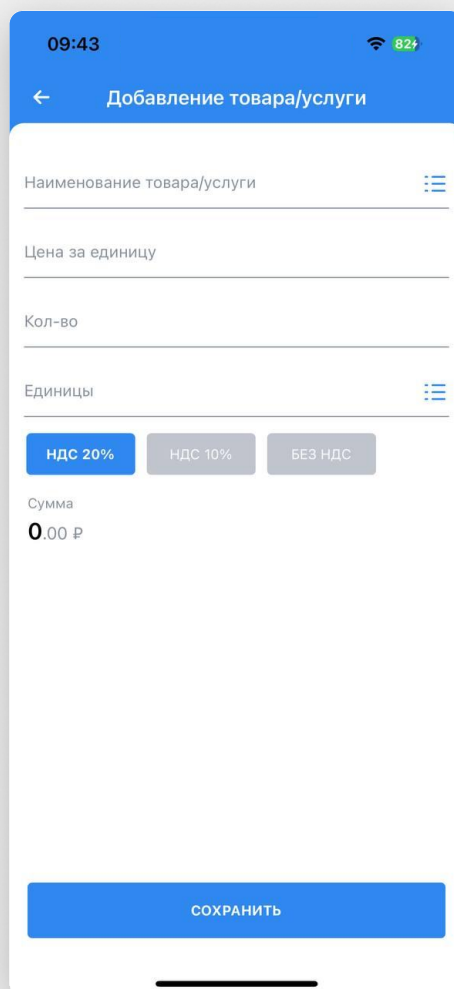 09:43
82
Добавление товара/услуги
Наименование товара/услуги
Цена за единицу
Кол-во
Единицы
НДС 20% НДС 10% БЕЗ НДС
Сумма
0.00 ₽
СОХРАНИТЬ